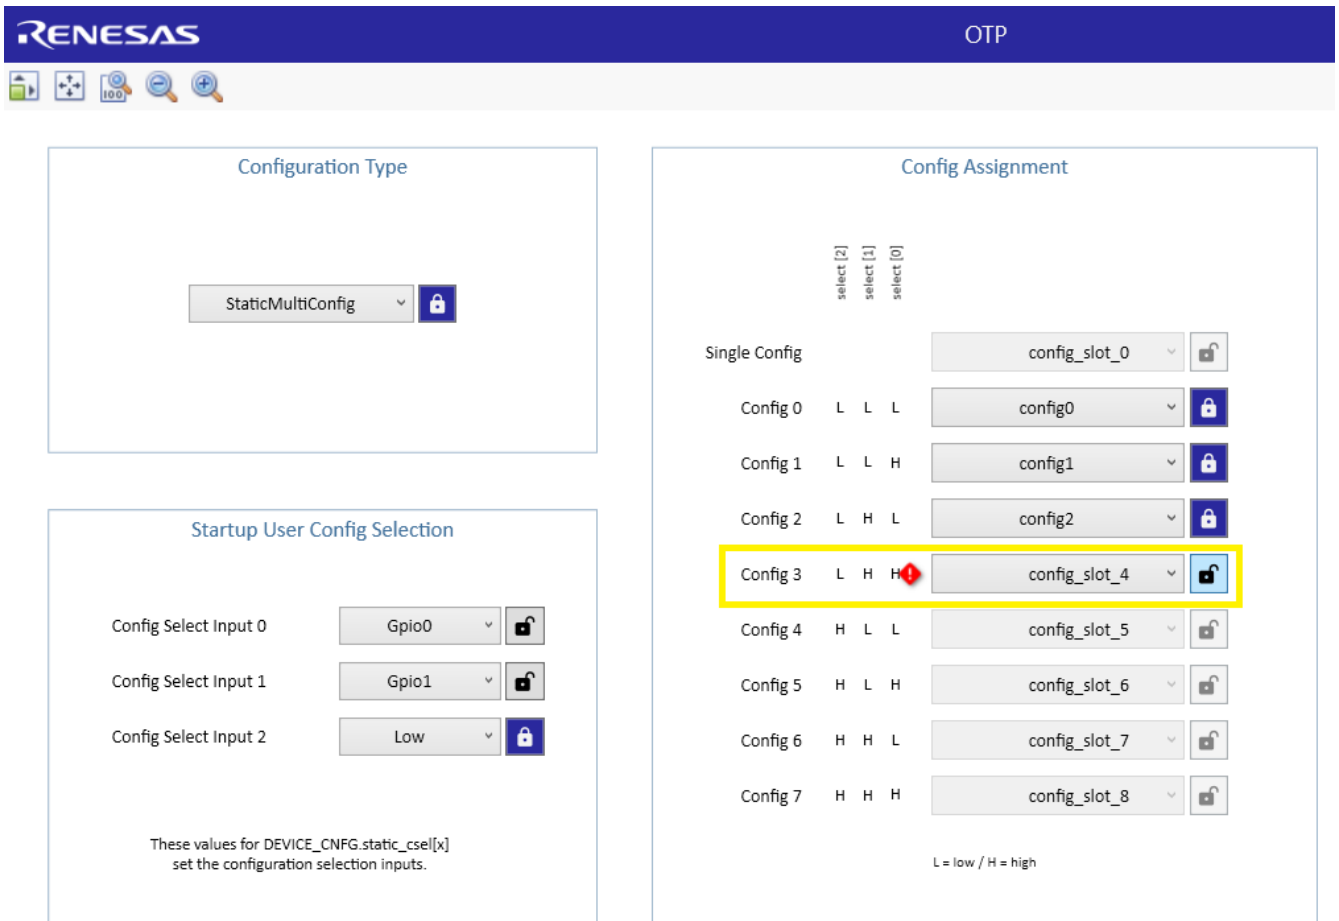 RENESAS
OTP
100
Configuration Type
StaticMultiConfig
Startup User Config Selection
Config Select Input 0 Gpio0
Config Select Input 1 Gpio1
Config Select Input 2 Low
These values for DEVICE_CNFG.static_csel[x]
set the configuration selection inputs.
Config Assignment
select [2]
select [1]
select [0]
Single Config config_slot_0
Config 0 L L L config0
Config 1 L L H config1
Config 2 L H L config2
Config 3 L H H config_slot_4
Config 4 H L L config_slot_5
Config 5 H L H config_slot_6
Config 6 H H L config_slot_7
Config 7 H H H config_slot_8
L = low / H = high